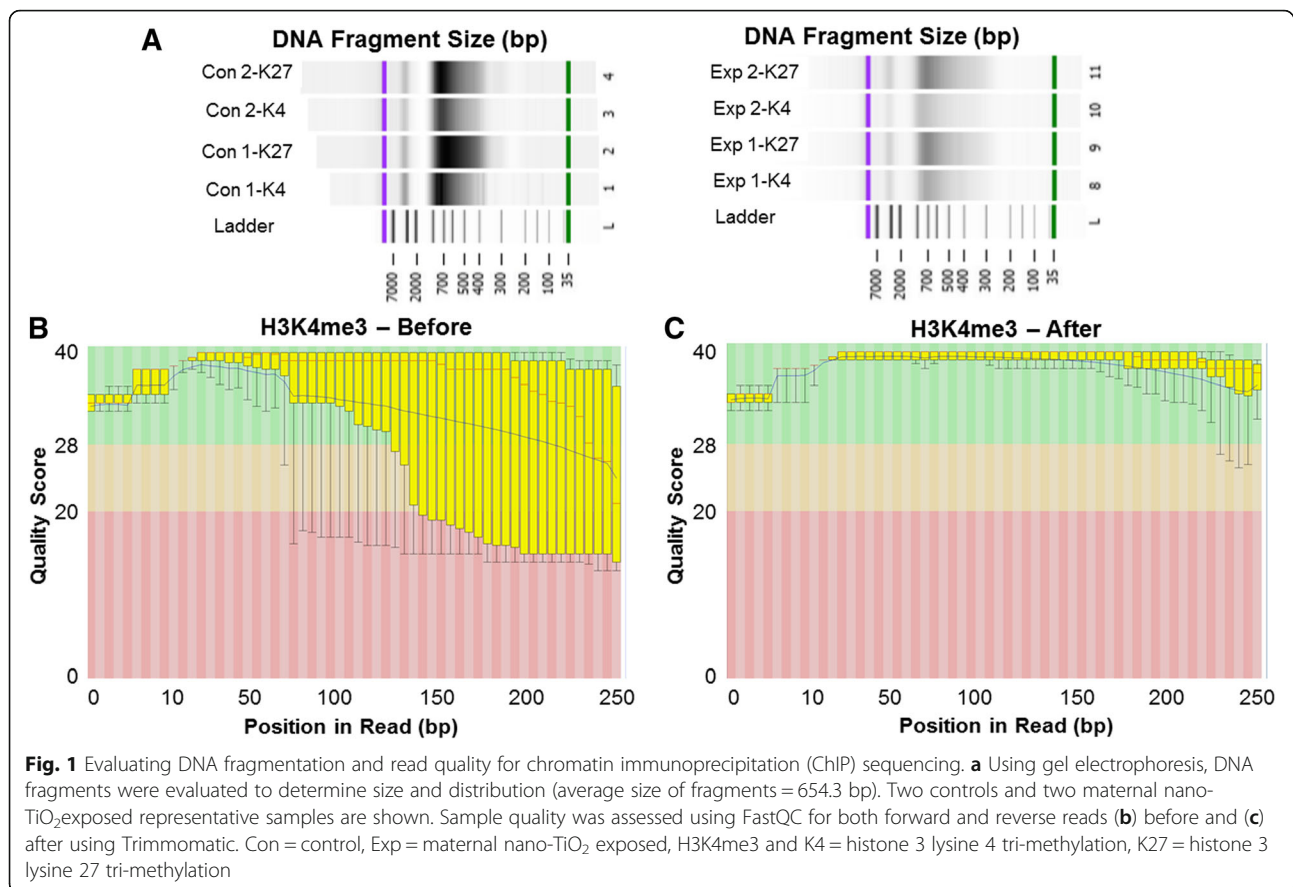 A
DNA Fragment Size (bp)
Con 2-K27 4
Con 2-K4 3
Con 1-K27 2
Con 1-K4 1
Ladder L
7000 2000 700 500 400 300 200 100 35
DNA Fragment Size (bp)
Exp 2-K27 11
Exp 2-K4 10
Exp 1-K27 9
Exp 1-K4 8
Ladder L
7000 2000 700 500 400 300 200 100 35
B
H3K4me3 – Before
40
28
20
0
Quality Score
0 10 50 100 150 200 250
Position in Read (bp)
C
H3K4me3 – After
40
28
20
0
Quality Score
0 10 50 100 150 200 250
Position in Read (bp)
Fig. 1 Evaluating DNA fragmentation and read quality for chromatin immunoprecipitation (ChIP) sequencing. a Using gel electrophoresis, DNA
fragments were evaluated to determine size and distribution (average size of fragments = 654.3 bp). Two controls and two maternal nano-
TiO₂exposed representative samples are shown. Sample quality was assessed using FastQC for both forward and reverse reads (b) before and (c)
after using Trimmomatic. Con = control, Exp = maternal nano-TiO₂ exposed, H3K4me3 and K4 = histone 3 lysine 4 tri-methylation, K27 = histone 3
lysine 27 tri-methylation